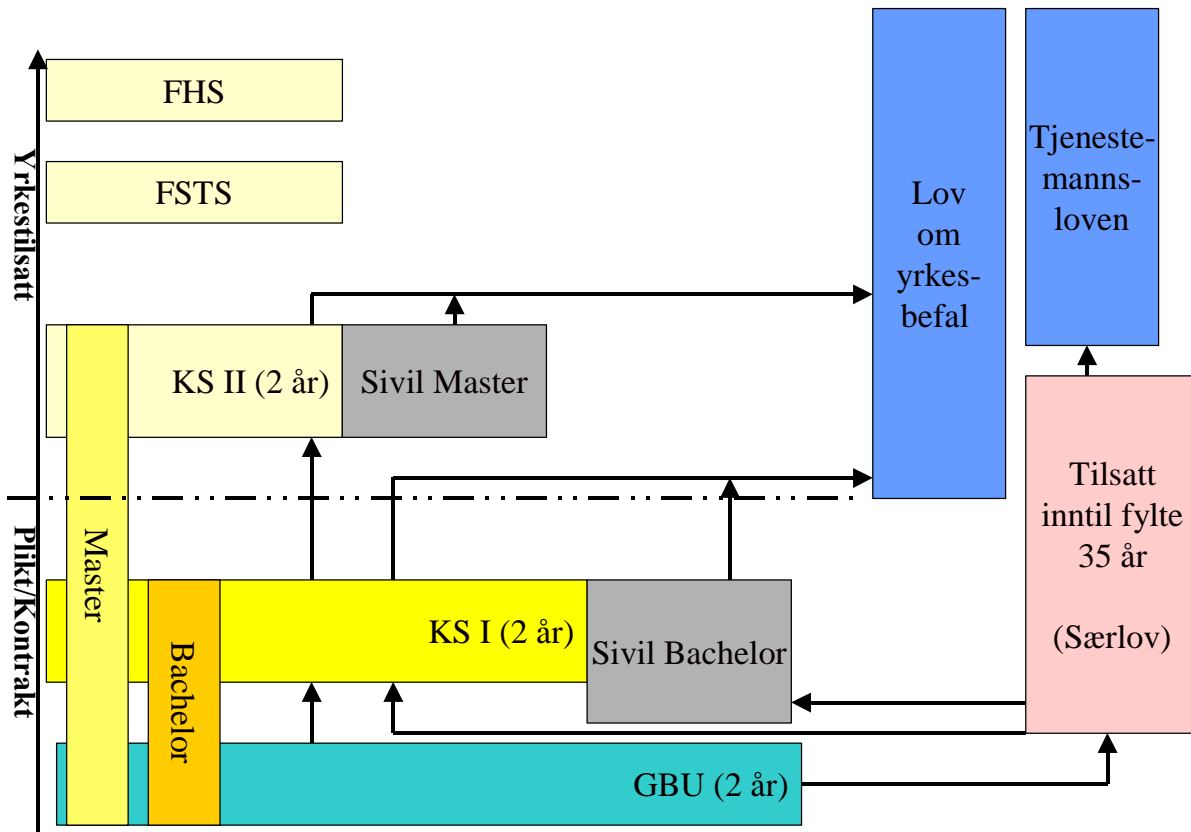 FHS
FSTS
Yrkestilsatt
Lov
om
yrkes-
befal
Tjeneste-
manns-
loven
KS II (2 år)
Sivil Master
Plikt/Kontrakt
Master
Bachelor
KS I (2 år)
Sivil Bachelor
Tilsatt
inntil fylte
35 år
(Særlov)
GBU (2 år)